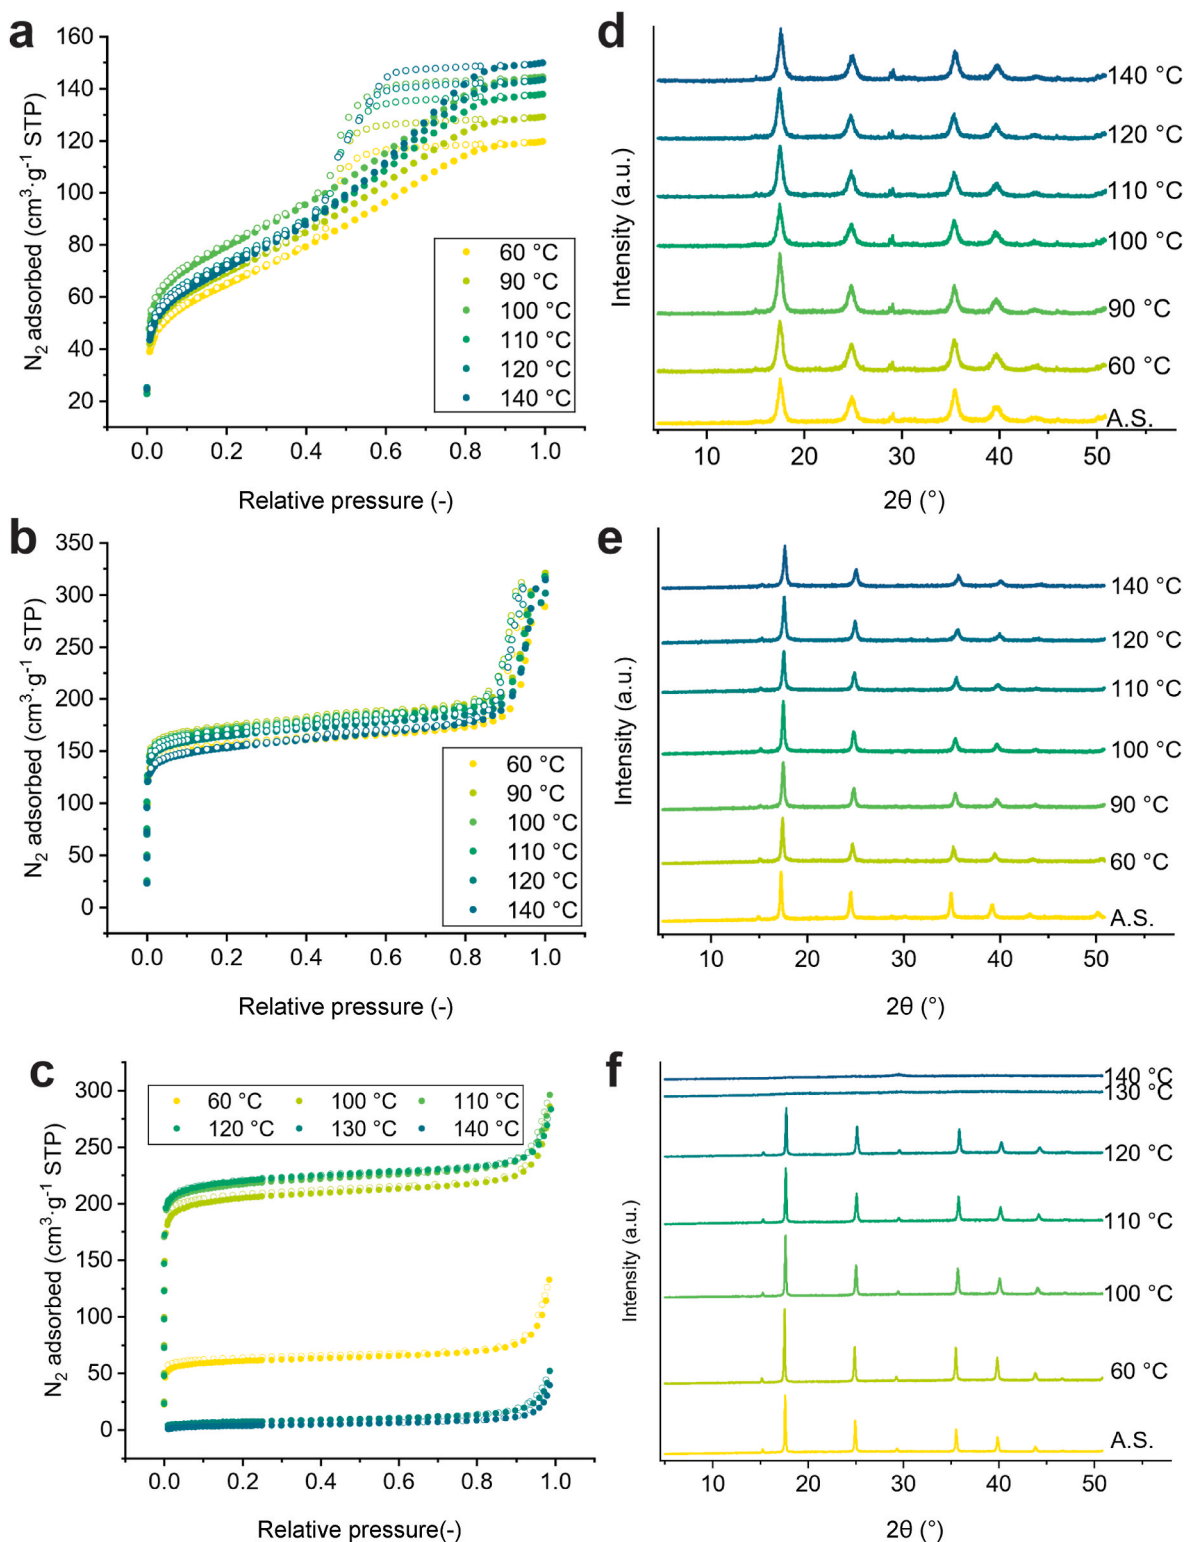 a
160
140
120
100
80
60
40
20
N₂ adsorbed (cm³·g⁻¹ STP)
60 °C
90 °C
100 °C
110 °C
120 °C
140 °C
0.0 0.2 0.4 0.6 0.8 1.0
Relative pressure (-)
d
Intensity (a.u.)
140 °C
120 °C
110 °C
100 °C
90 °C
60 °C
A.S.
10 20 30 40 50
2θ (°)
b
350
300
250
200
150
100
50
0
N₂ adsorbed (cm³·g⁻¹ STP)
60 °C
90 °C
100 °C
110 °C
120 °C
140 °C
0.0 0.2 0.4 0.6 0.8 1.0
Relative pressure (-)
e
Intensity (a.u.)
140 °C
120 °C
110 °C
100 °C
90 °C
60 °C
A.S.
10 20 30 40 50
2θ (°)
c
300
250
200
150
100
50
0
N₂ adsorbed (cm³·g⁻¹ STP)
60 °C 100 °C 110 °C
120 °C 130 °C 140 °C
0.0 0.2 0.4 0.6 0.8 1.0
Relative pressure(-)
f
Intensity (a.u.)
140 °C
130 °C
120 °C
110 °C
100 °C
60 °C
A.S.
10 20 30 40 50
2θ (°)